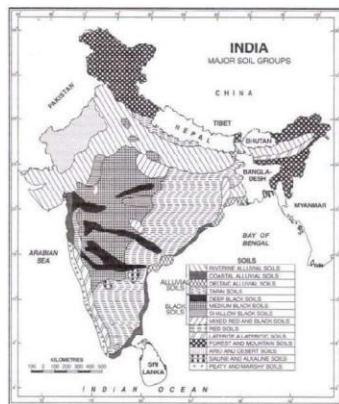 INDIA
MAJOR SOIL GROUPS
PAKISTAN
CHINA
TIBET
NEPAL
BHUTAN
BANGLA-
DESH
MYANMAR
ARABIAN
SEA
BAY OF
BENGAL
SOILS
ALLUVIAL
SOILS
BLACK
SOILS
RIVERINE ALLUVIAL SOILS
COASTAL ALLUVIAL SOILS
DELTAIC ALLUVIAL SOILS
TARAI SOILS
DEEP BLACK SOILS
MEDIUM BLACK SOILS
SHALLOW BLACK SOILS
MIXED RED AND BLACK SOILS
RED SOILS
LATERITE & LATERITIC SOILS
FOREST AND MOUNTAIN SOILS
ARID AND DESERT SOILS
SALINE AND ALKALINE SOILS
PEATY AND MARSHY SOILS
KILOMETRES
SRI
LANKA
INDIAN OCEAN